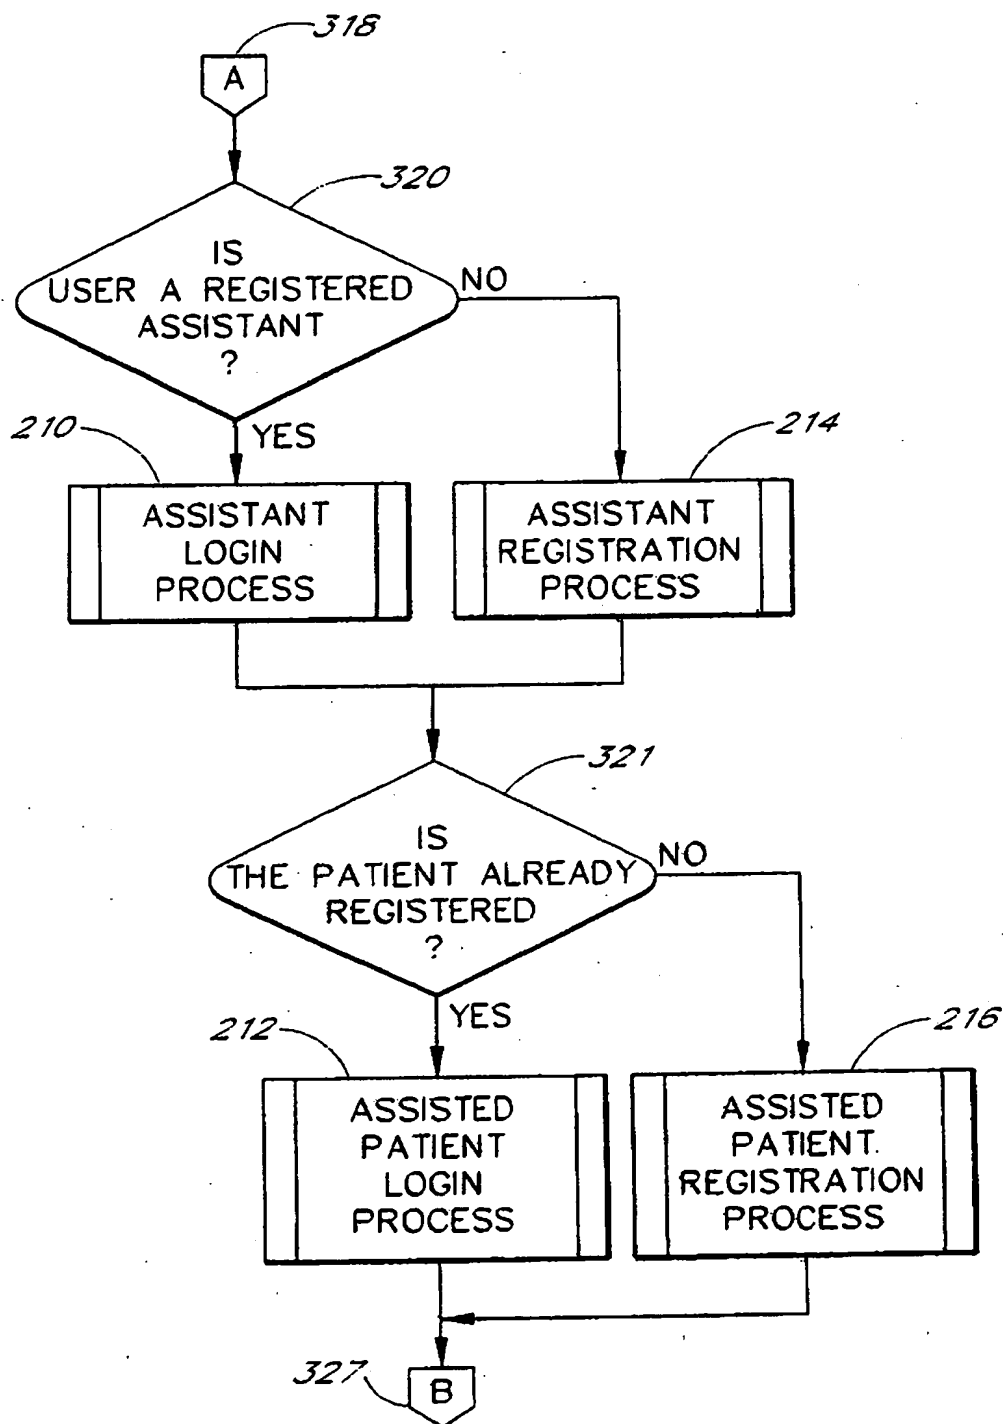 318
A
320
IS
USER A REGISTERED
ASSISTANT
?
NO
YES
210
ASSISTANT
LOGIN
PROCESS
214
ASSISTANT
REGISTRATION
PROCESS
321
IS
THE PATIENT ALREADY
REGISTERED
?
NO
YES
212
ASSISTED
PATIENT
LOGIN
PROCESS
216
ASSISTED
PATIENT
REGISTRATION
PROCESS
327
B